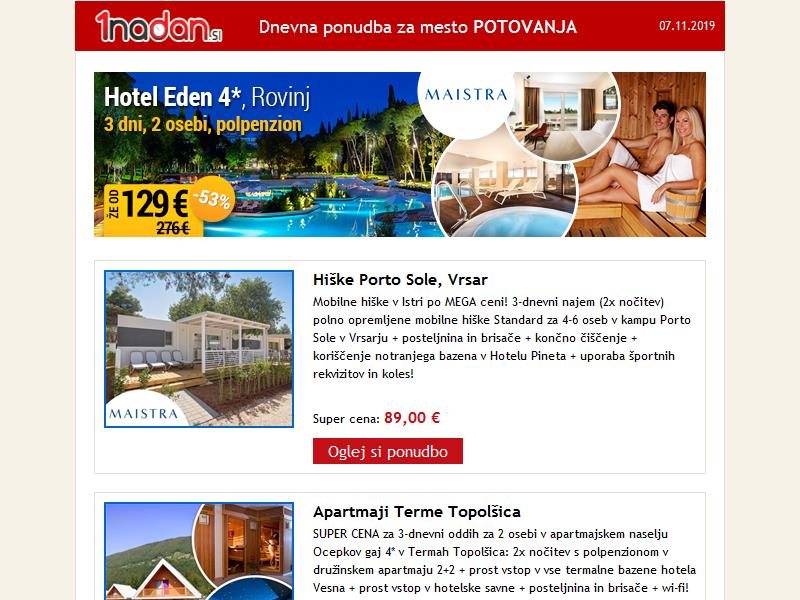 1nadan.si
Dnevna ponudba za mesto POTOVANJA
07.11.2019
Hotel Eden 4*, Rovinj
3 dni, 2 osebi, polpenzion
MAISTRA
ŽE OD 129 € -53%
276 €
Hiške Porto Sole, Vrsar
Mobilne hiške v Istri po MEGA ceni! 3-dnevni najem (2x nočitev)
polno opremljene mobilne hiške Standard za 4-6 oseb v kampu Porto
Sole v Vrsarju + posteljnina in brisače + končno čiščenje +
koriščenje notranjega bazena v Hotelu Pineta + uporaba športnih
rekvizitov in koles!
MAISTRA
Super cena: 89,00 €
Oglej si ponudbo
Apartmaji Terme Topolšica
SUPER CENA za 3-dnevni oddih za 2 osebi v apartmajskem naselju
Ocepkov gaj 4* v Termah Topolšica: 2x nočitev s polpenzionom v
družinskem apartmaju 2+2 + prost vstop v vse termalne bazene hotela
Vesna + prost vstop v hotelske savne + posteljnina in brisače + wi-fi!